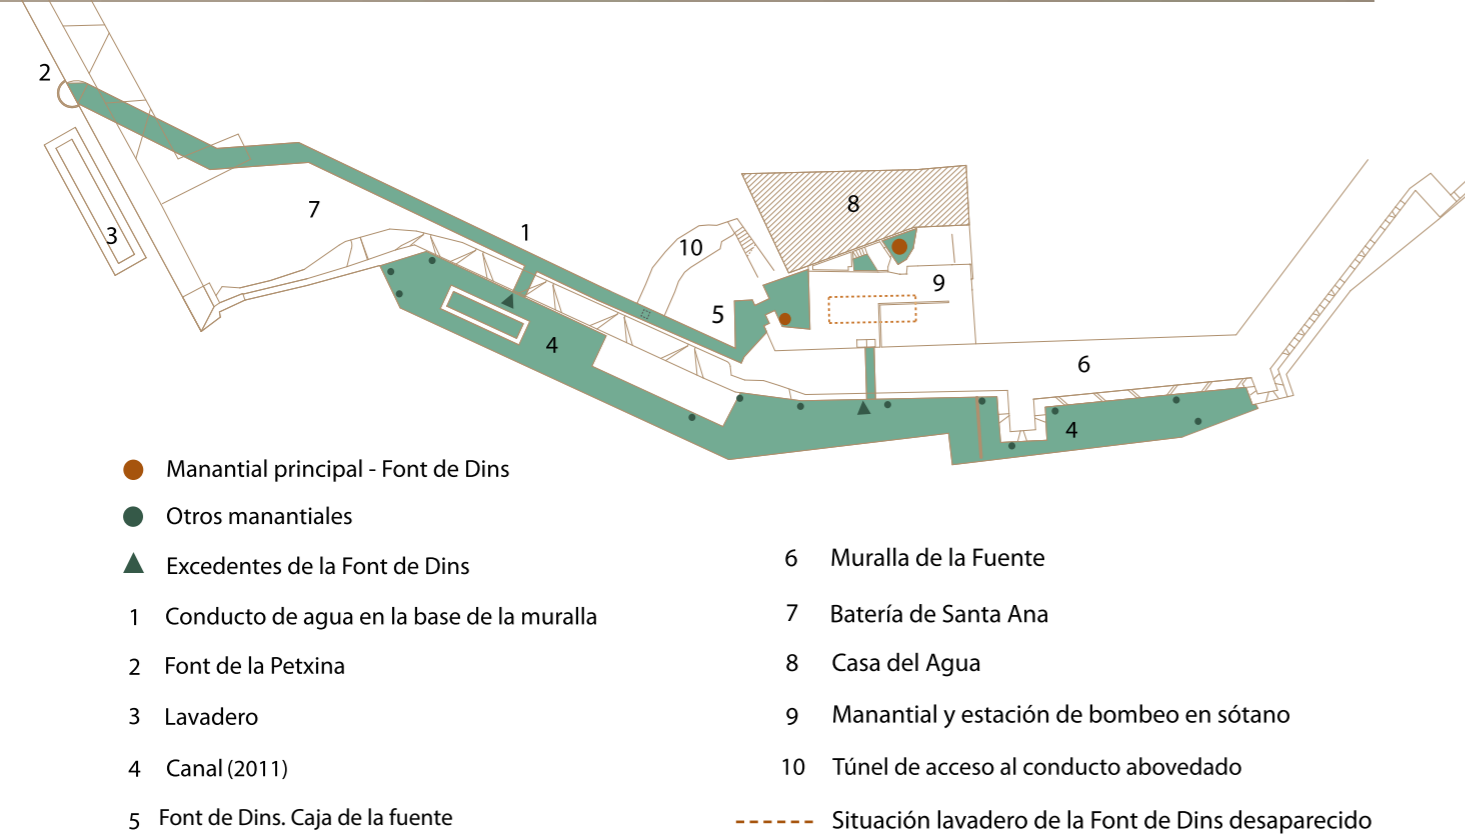 2
7
3
1
10
8
9
5
4
6
4
Manantial principal - Font de Dins
Otros manantiales
Excedentes de la Font de Dins
1 Conducto de agua en la base de la muralla
2 Font de la Petxina
3 Lavadero
4 Canal (2011)
5 Font de Dins. Caja de la fuente
6 Muralla de la Fuente
7 Batería de Santa Ana
8 Casa del Agua
9 Manantial y estación de bombeo en sótano
10 Túnel de acceso al conducto abovedado
Situación lavadero de la Font de Dins desaparecido